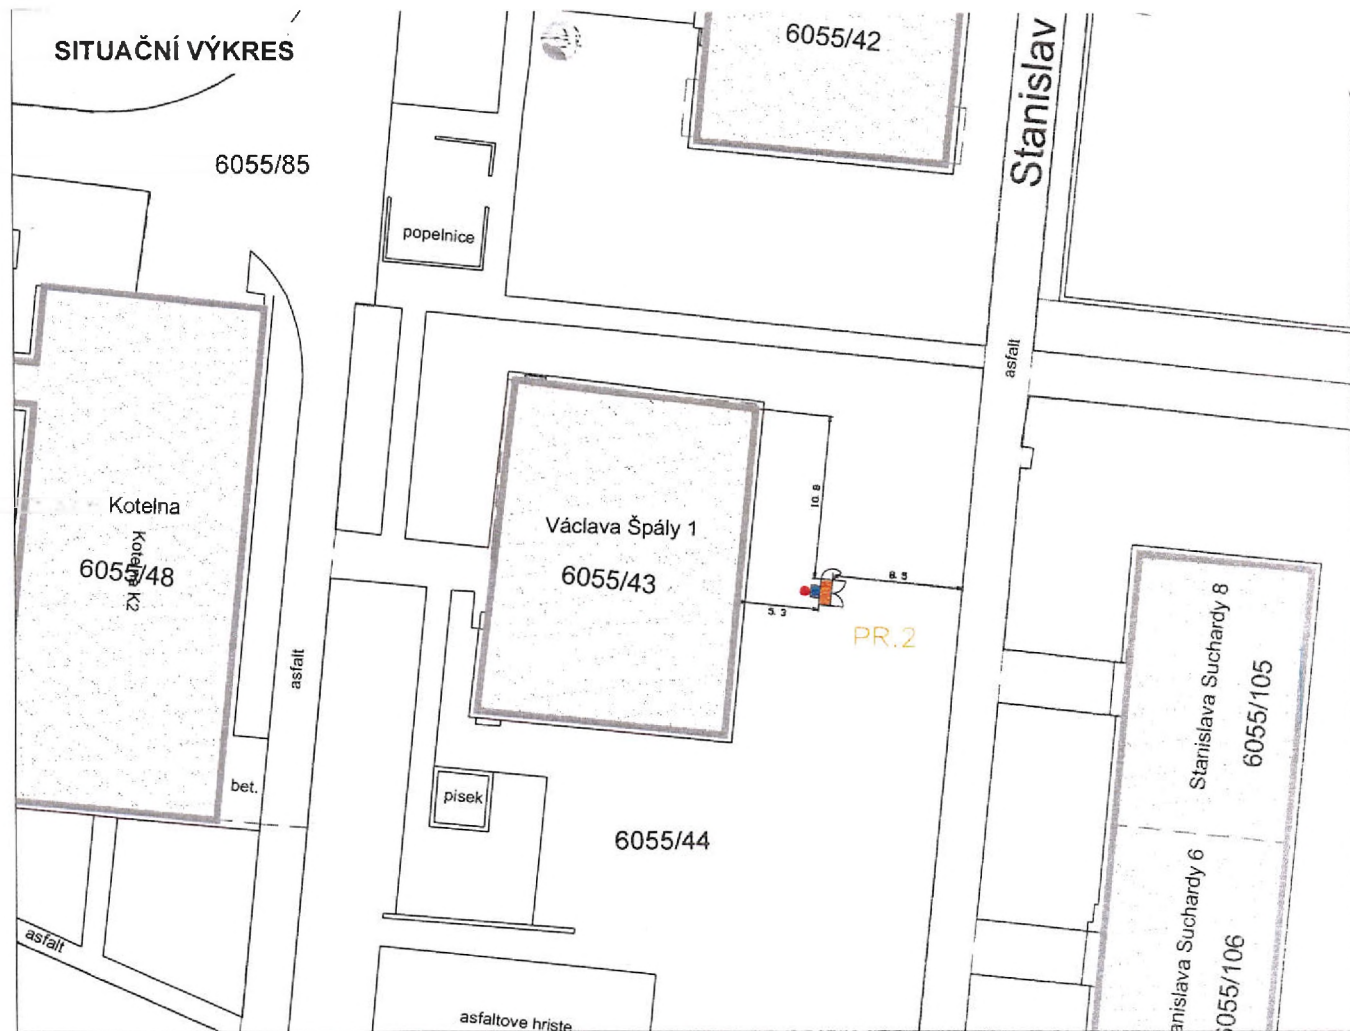 SITUAČNÍ VÝKRES
6055/42
Stanislav
6055/85
popelnice
asfalt
Kotelna
Kotelna K2
6055/48
Václava Špály 1
6055/43
10.8
8.5
5.3
PR.2
asfalt
Stanislava Suchardy 8
6055/105
bet.
pisek
6055/44
anislava Suchardy 6
6055/106
asfalt
asfaltove hriste